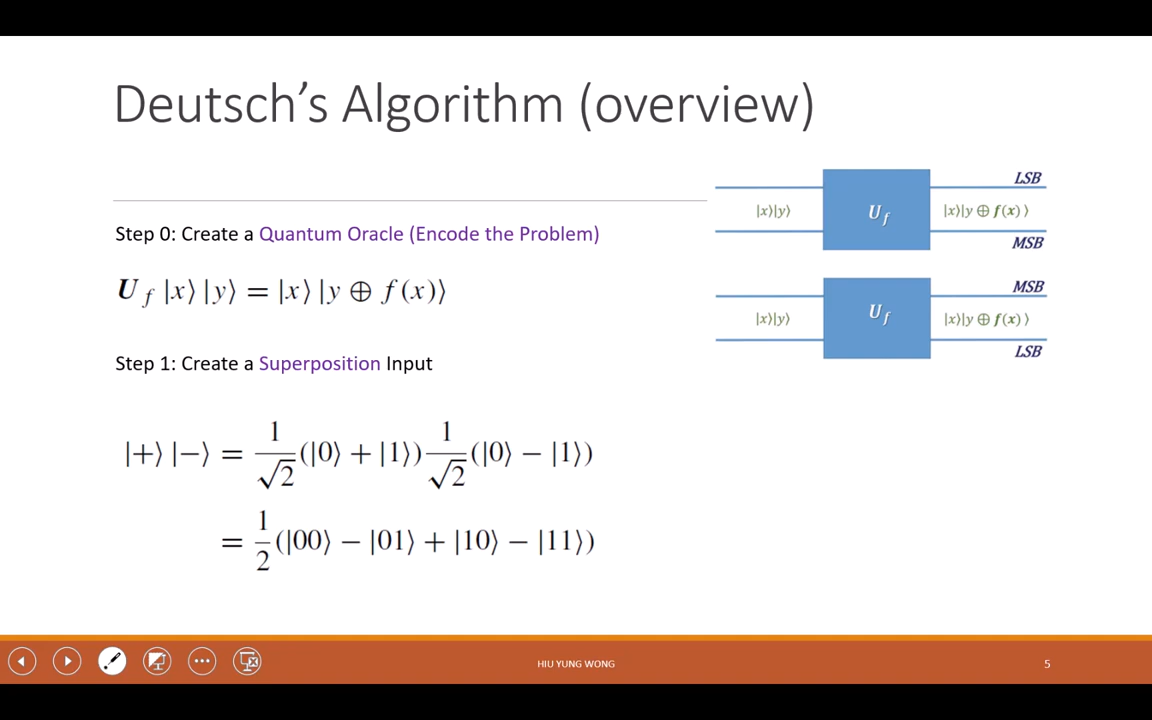 Deutsch’s Algorithm (overview)
Step 0: Create a Quantum Oracle (Encode the Problem)
U_f |x⟩ |y⟩ = |x⟩ |y ⊕ f(x)⟩
Step 1: Create a Superposition Input
|+⟩ |−⟩ = 1/√2 (|0⟩ + |1⟩) 1/√2 (|0⟩ − |1⟩)
= 1/2 (|00⟩ − |01⟩ + |10⟩ − |11⟩)
LSB
|x⟩|y⟩ U_f |x⟩|y ⊕ f(x)⟩
MSB
MSB
|x⟩|y⟩ U_f |x⟩|y ⊕ f(x)⟩
LSB
HIU YUNG WONG
5